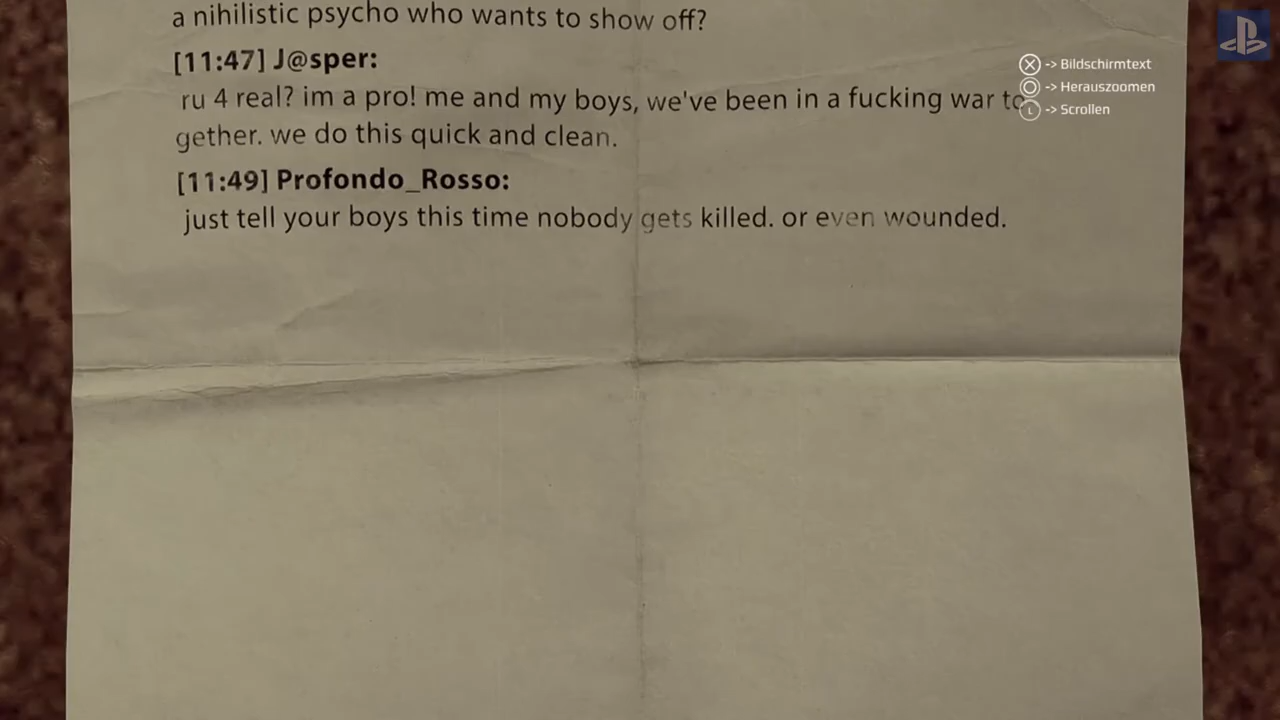 a nihilistic psycho who wants to show off?
[11:47] J@sper:
ru 4 real? im a pro! me and my boys, we've been in a fucking war to
gether. we do this quick and clean.
[11:49] Profondo_Rosso:
just tell your boys this time nobody gets killed. or even wounded.
-> Bildschirmtext
-> Herauszoomen
L -> Scrollen